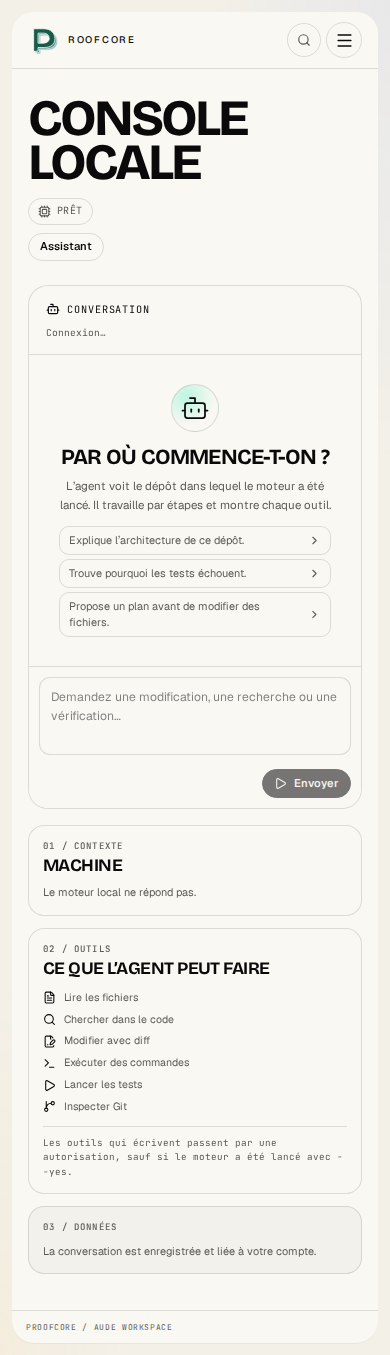 ROOFCORE
CONSOLE
LOCALE
PRÊT
Assistant
CONVERSATION
Connexion…
PAR OÙ COMMENCE-T-ON ?
L'agent voit le dépôt dans lequel le moteur a été
lancé. Il travaille par étapes et montre chaque outil.
Explique l'architecture de ce dépôt.
Trouve pourquoi les tests échouent.
Propose un plan avant de modifier des
fichiers.
Demandez une modification, une recherche ou une
vérification…
Envoyer
01 / CONTEXTE
MACHINE
Le moteur local ne répond pas.
02 / OUTILS
CE QUE L'AGENT PEUT FAIRE
Lire les fichiers
Chercher dans le code
Modifier avec diff
Exécuter des commandes
Lancer les tests
Inspecter Git
Les outils qui écrivent passent par une
autorisation, sauf si le moteur a été lancé avec -
-yes.
03 / DONNÉES
La conversation est enregistrée et liée à votre compte.
PROOFCORE / AUDE WORKSPACE